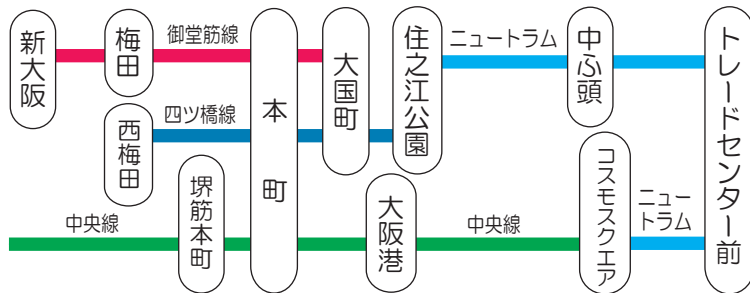 新大阪
梅田
御堂筋線
本町
大国町
住之江公園
ニュートラム
中ふ頭
トレードセンター前
西梅田
四ツ橋線
中央線
堺筋本町
大阪港
中央線
コスモスクエア
ニュー
トラム